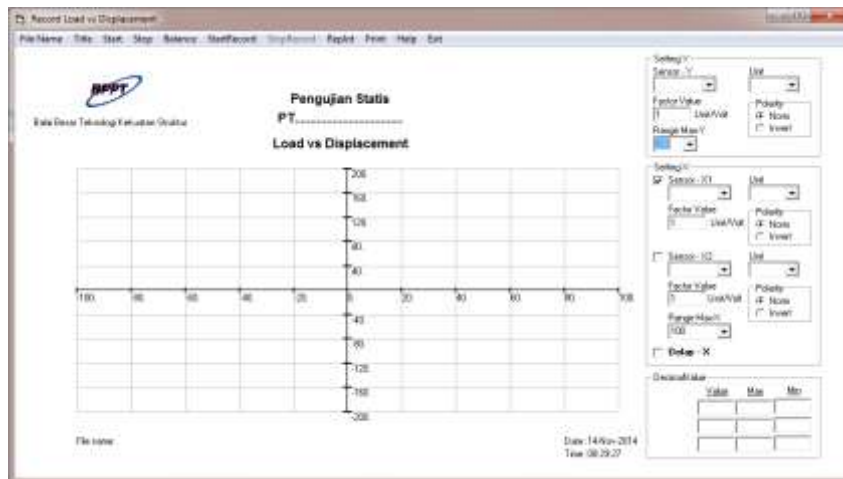 Record Load vs Displacement
File Name Title Start Stop Balance StartRecord StopRecord Replot Print Help Exit
BPPT
Balai Besar Teknologi Kekuatan Struktur
Pengujian Statis
PT.....................
Load vs Displacement
200
160
120
80
40
-100 -80 -60 -40 -20 0 20 40 60 80 100
-40
-80
-120
-160
-200
File name
Date: 14-Nov-2014
Time: 08:29:27
Setting Y
Sensor - Y Unit
Factor Value
1 Unit/Volt
Polarity
None
Invert
Range Max Y
Setting X
Sensor - X1 Unit
Factor Value
1 Unit/Volt
Polarity
None
Invert
Sensor - X2 Unit
Factor Value
1 Unit/Volt
Polarity
None
Invert
Range Max X
100
Delap - X
Decimal Value
Value Max Min